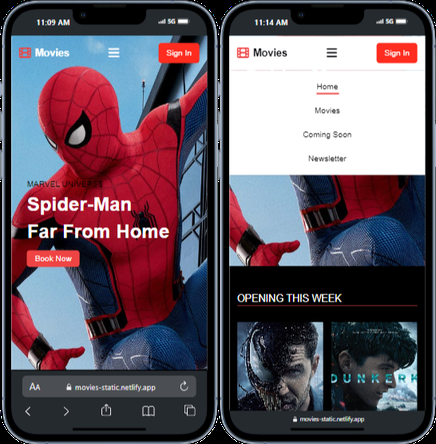 11:09 AM
5G
Movies
Sign In
MARVEL UNIVERSE
Spider-Man
Far From Home
Book Now
AA
movies-static.netlify.app
11:14 AM
5G
Movies
Sign In
Home
Movies
Coming Soon
Newsletter
OPENING THIS WEEK
DUNKERK
movies-static.netlify.app